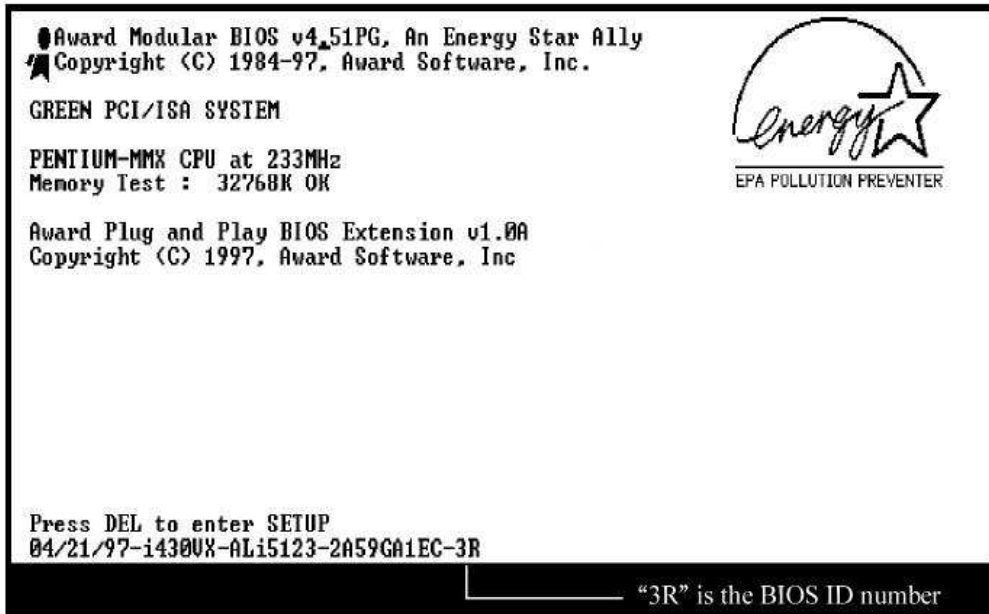 Award Modular BIOS v4.51PG, An Energy Star Ally
Copyright (C) 1984-97, Award Software, Inc.
GREEN PCI/ISA SYSTEM
PENTIUM-MMX CPU at 233MHz
Memory Test :  32768K OK
Award Plug and Play BIOS Extension v1.0A
Copyright (C) 1997, Award Software, Inc
energy
EPA POLLUTION PREVENTER
Press DEL to enter SETUP
04/21/97-i430VX-ALi5123-2A59GA1EC-3R
“3R” is the BIOS ID number